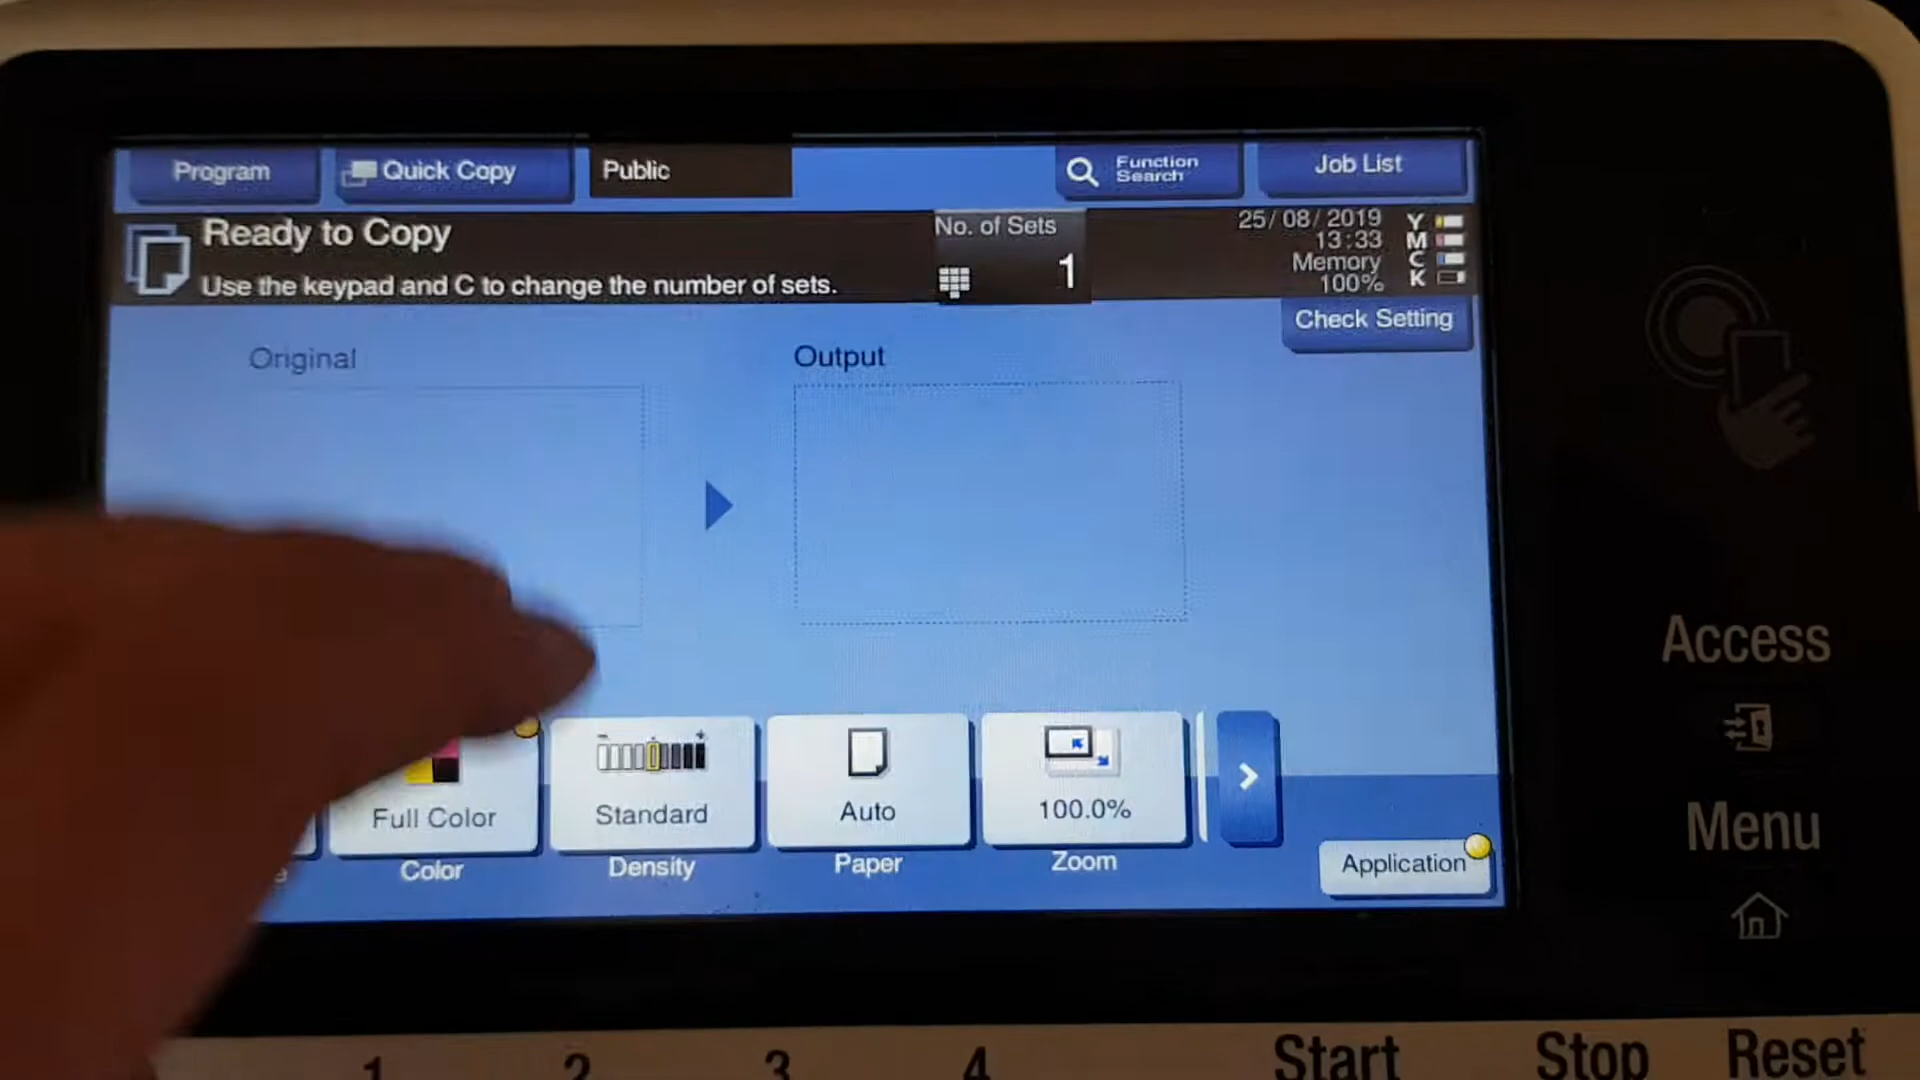 Program
Quick Copy
Public
Function
Search
Job List
Ready to Copy
Use the keypad and C to change the number of sets.
No. of Sets
1
25/08/2019
13:33
Memory
100%
Y
M
C
K
Check Setting
Original
Output
Full Color
Standard
Auto
100.0%
Color
Density
Paper
Zoom
Application
Access
Menu
1
2
3
4
Start
Stop
Reset